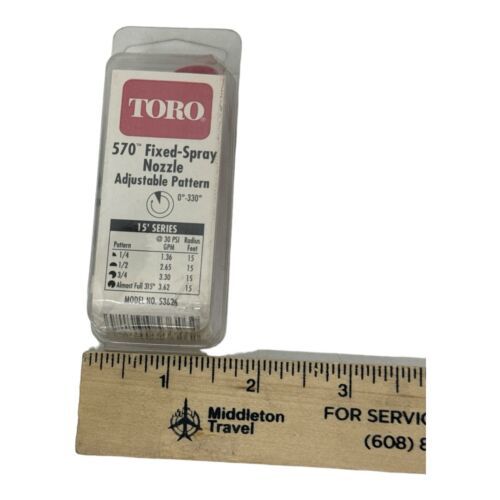 TORO
570™ Fixed-Spray
Nozzle
Adjustable Pattern
0°-330°
15' SERIES
Pattern @ 30 PSI GPM Radius Feet
1/4 1.36 15
1/2 2.65 15
3/4 3.30 15
Almost Full 315° 3.62 15
MODEL NO. 53626
1 2 3
Middleton
Travel
FOR SERVIC
(608) 8